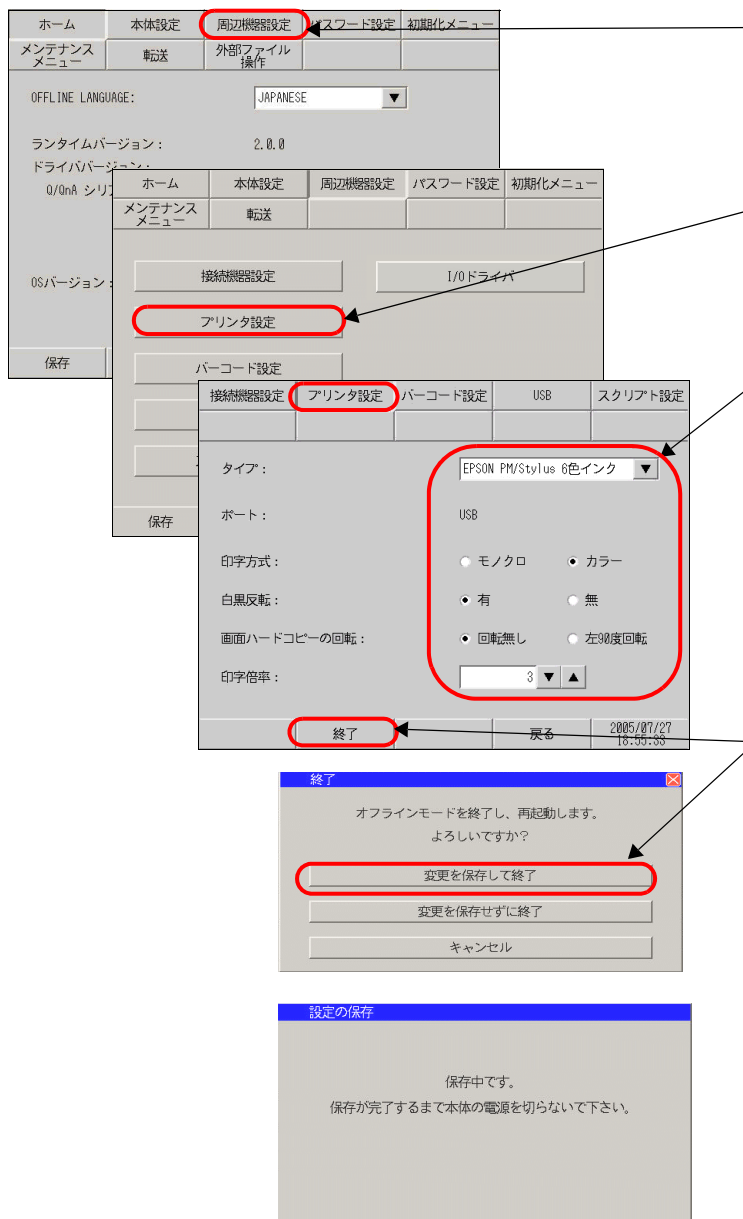 ホーム 本体設定 周辺機器設定 パスワード設定 初期化メニュー
メンテナンス
メニュー 転送 外部ファイル
操作
OFFLINE LANGUAGE: JAPANESE
ランタイムバージョン： 2.0.0
ドライババージョン：
Q/QnA シリ
OSバージョン：
保存
ホーム 本体設定 周辺機器設定 パスワード設定 初期化メニュー
メンテナンス
メニュー 転送
接続機器設定 I/Oドライバ
プリンタ設定
バーコード設定
保存
接続機器設定 プリンタ設定 バーコード設定 USB スクリプト設定
タイプ： EPSON PM/Stylus 6色インク
ポート： USB
印字方式： モノクロ カラー
白黒反転： 有 無
画面ハードコピーの回転： 回転無し 左90度回転
印字倍率： 3
終了 戻る 2005/07/27
18:55:33
終了
オフラインモードを終了し、再起動します。
よろしいですか？
変更を保存して終了
変更を保存せずに終了
キャンセル
設定の保存
保存中です。
保存が完了するまで本体の電源を切らないで下さい。